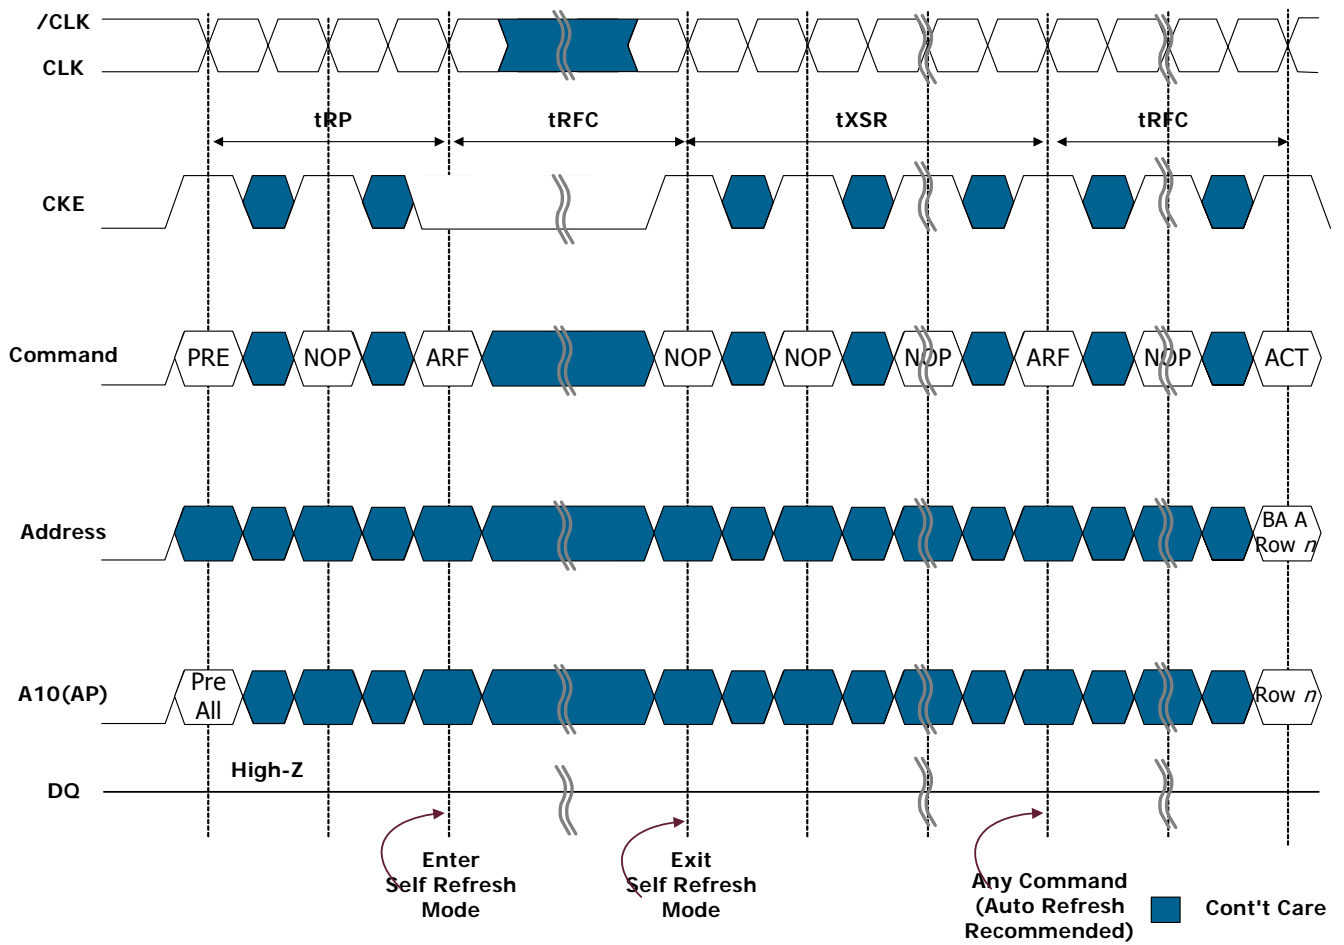 /CLK
CLK
tRP tRFC tXSR tRFC
CKE
Command PRE NOP ARF NOP NOP NOP ARF NOP ACT
Address
BA A
Row n
A10(AP)
Pre
All
Row n
High-Z
DQ
Enter
Self Refresh
Mode
Exit
Self Refresh
Mode
Any Command
(Auto Refresh
Recommended)
Cont't Care